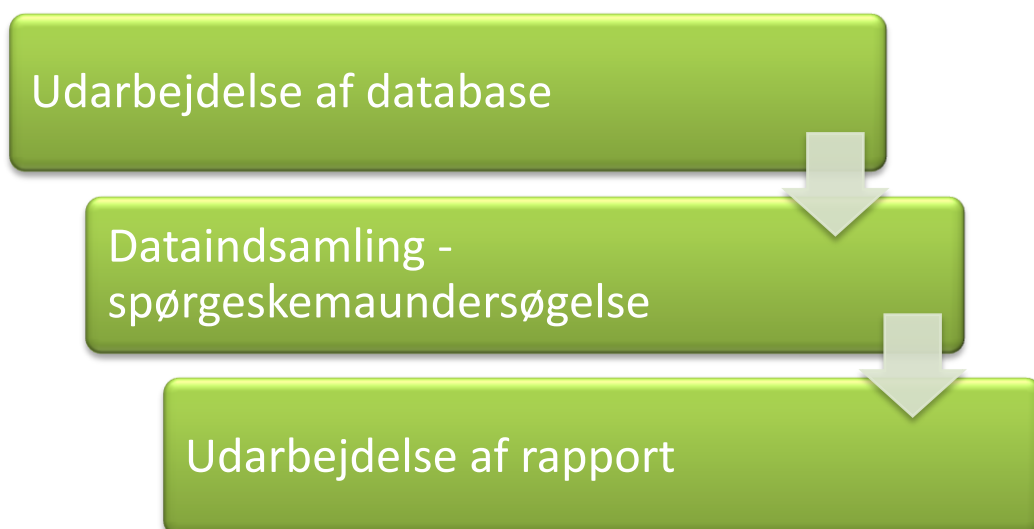 Udarbejdelse af database
Dataindsamling -
spørgeskemaundersøgelse
Udarbejdelse af rapport